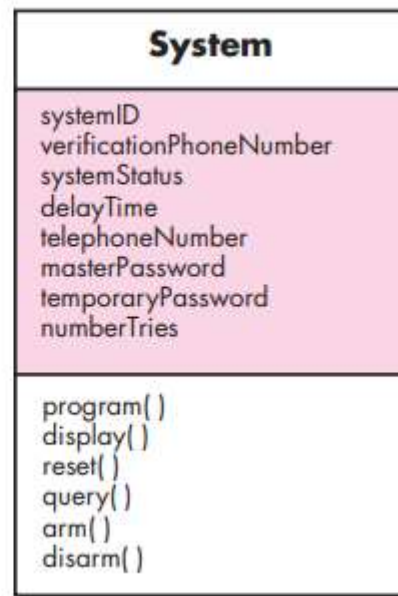 System
systemID
verificationPhoneNumber
systemStatus
delayTime
telephoneNumber
masterPassword
temporaryPassword
numberTries
program( )
display( )
reset( )
query( )
arm( )
disarm( )